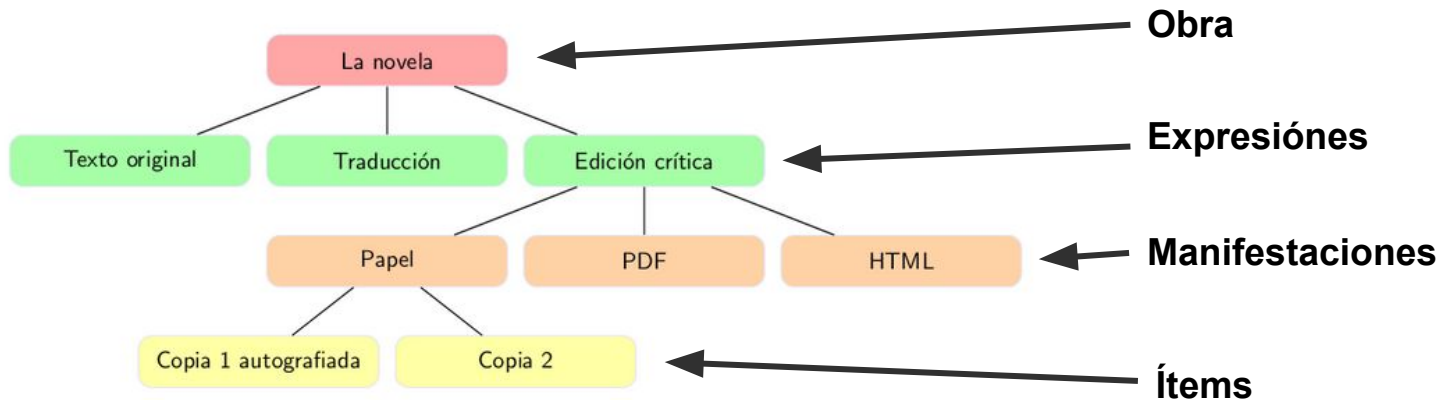 Obra
La novela
Expresiónes
Texto original
Traducción
Edición crítica
Manifestaciones
Papel
PDF
HTML
Copia 1 autografiada
Copia 2
Ítems